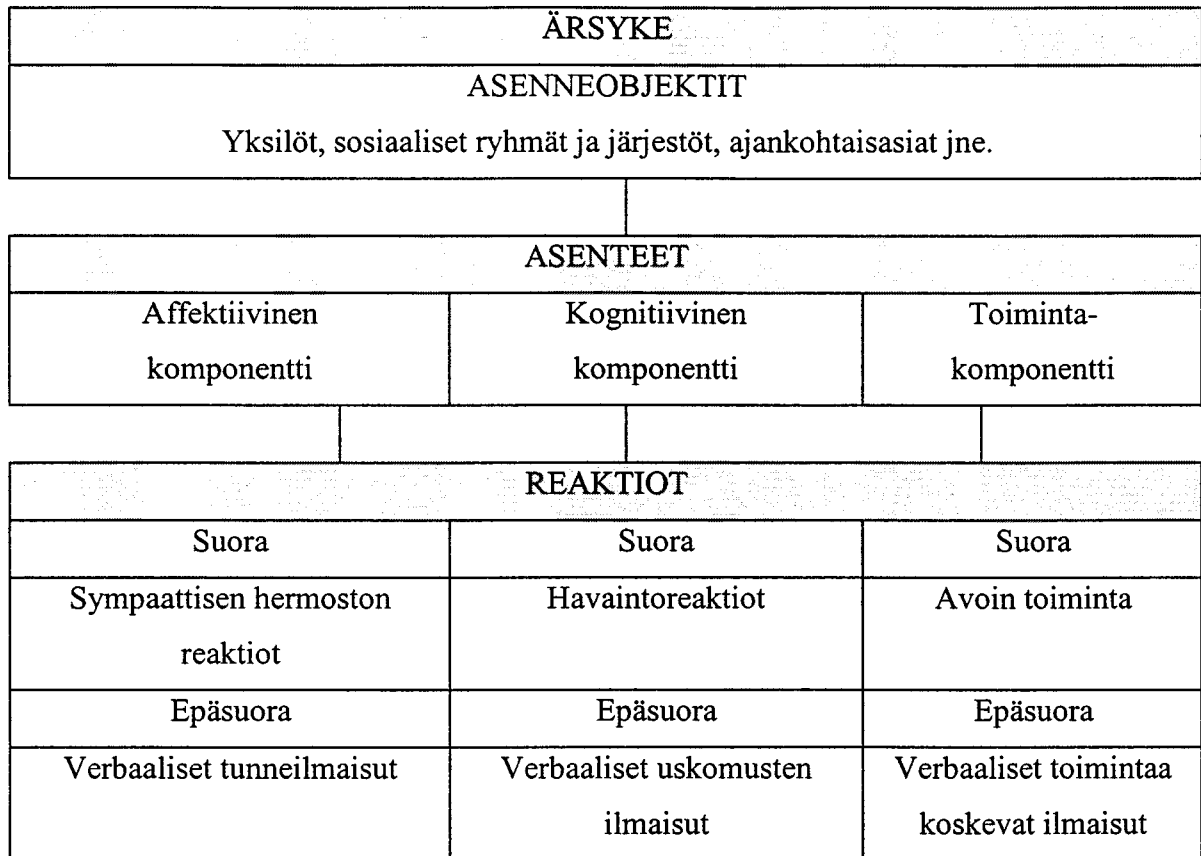 ÄRSYKE
ASENNEOBJEKTIT
Yksilöt, sosiaaliset ryhmät ja järjestöt, ajankohtaisasiat jne.
ASENTEET
Affektiivinen
komponentti
Kognitiivinen
komponentti
Toiminta-
komponentti
REAKTIOT
Suora
Suora
Suora
Sympaattisen hermoston
reaktiot
Havaintoreaktiot
Avoin toiminta
Epäsuora
Epäsuora
Epäsuora
Verbaaliset tunneilmaisut
Verbaaliset uskomusten
ilmaisut
Verbaaliset toimintaa
koskevat ilmaisut